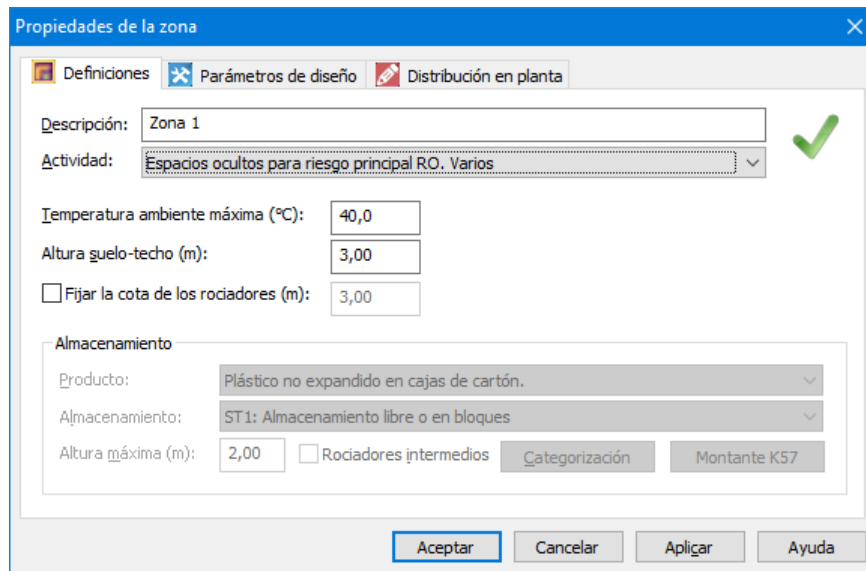 Propiedades de la zona
Definiciones Parámetros de diseño Distribución en planta
Descripción: Zona 1
Actividad: Espacios ocultos para riesgo principal RO. Varios
Temperatura ambiente máxima (ºC): 40,0
Altura suelo-techo (m): 3,00
Fijar la cota de los rociadores (m): 3,00
Almacenamiento
Producto: Plástico no expandido en cajas de cartón.
Almacenamiento: ST1: Almacenamiento libre o en bloques
Altura máxima (m): 2,00 Rociadores intermedios Categorización Montante K57
Aceptar Cancelar Aplicar Ayuda